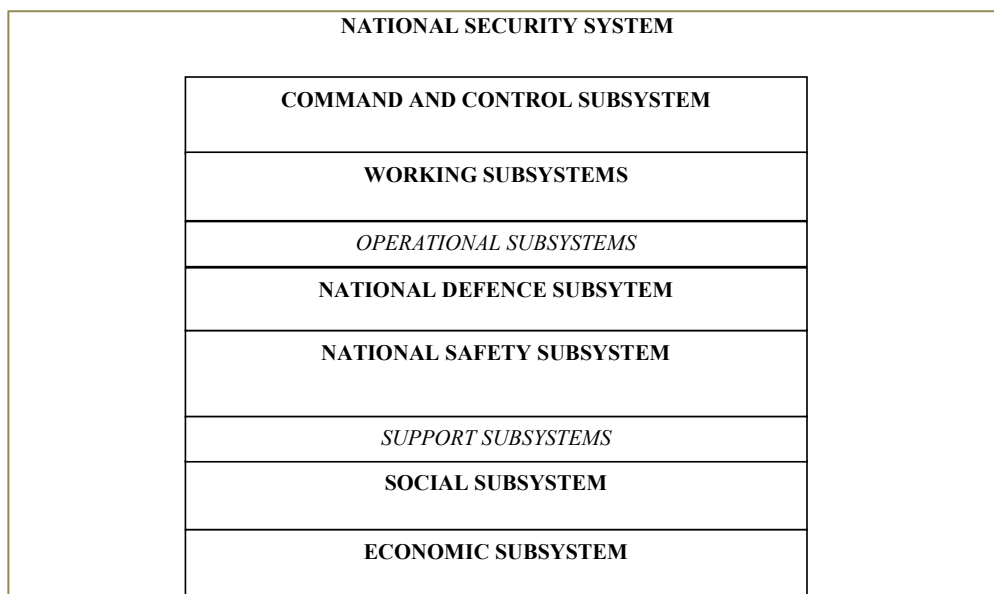 NATIONAL SECURITY SYSTEM
COMMAND AND CONTROL SUBSYSTEM
WORKING SUBSYSTEMS
OPERATIONAL SUBSYSTEMS
NATIONAL DEFENCE SUBSYTEM
NATIONAL SAFETY SUBSYSTEM
SUPPORT SUBSYSTEMS
SOCIAL SUBSYSTEM
ECONOMIC SUBSYSTEM